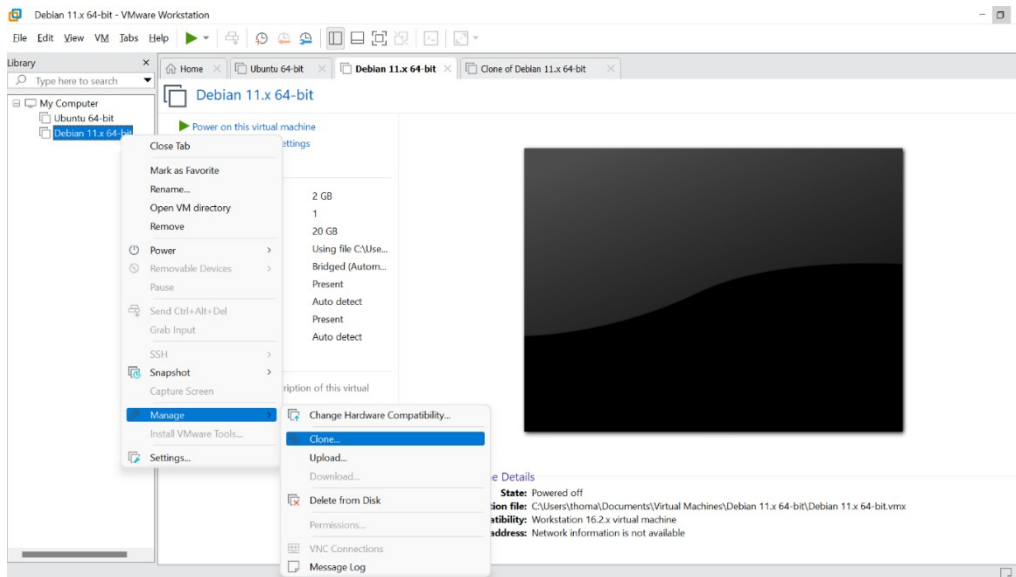 Debian 11.x 64-bit - VMware Workstation
File Edit View VM Tabs Help
Library
Type here to search
My Computer
Ubuntu 64-bit
Debian 11.x 64-bit
Home
Ubuntu 64-bit
Debian 11.x 64-bit
Clone of Debian 11.x 64-bit
Debian 11.x 64-bit
Power on this virtual machine
ettings
2 GB
1
20 GB
Using file C:\Use...
Bridged (Autom...
Present
Auto detect
Present
Auto detect
ription of this virtual
Close Tab
Mark as Favorite
Rename...
Open VM directory
Remove
Power
Removable Devices
Pause
Send Ctrl+Alt+Del
Grab Input
SSH
Snapshot
Capture Screen
Manage
Install VMware Tools...
Settings...
Change Hardware Compatibility...
Clone...
Upload...
Download...
Delete from Disk
Permissions...
VNC Connections
Message Log
e Details
State: Powered off
tion file: C:\Users\thoma\Documents\Virtual Machines\Debian 11.x 64-bit\Debian 11.x 64-bit.vmx
atibility: Workstation 16.2.x virtual machine
address: Network information is not available